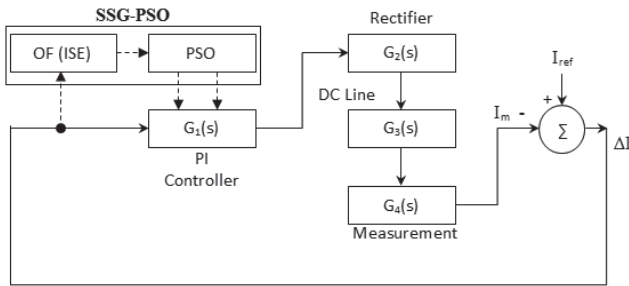 SSG-PSO
Rectifier
OF (ISE)
PSO
G2(s)
Iref
DC Line
+
Im -
Σ
ΔI
G1(s)
G3(s)
PI
Controller
G4(s)
Measurement